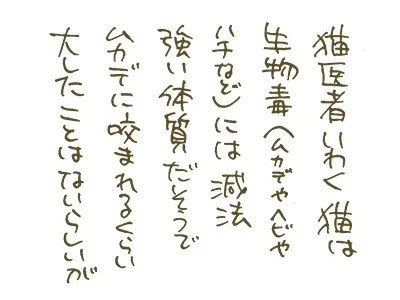 猫医者いわく 猫は
生物毒(ムカデやヘビや
ハチなど)には滅法
強い体質だそうで
ムカデに咬まれるくらい
大したことはないらしいが